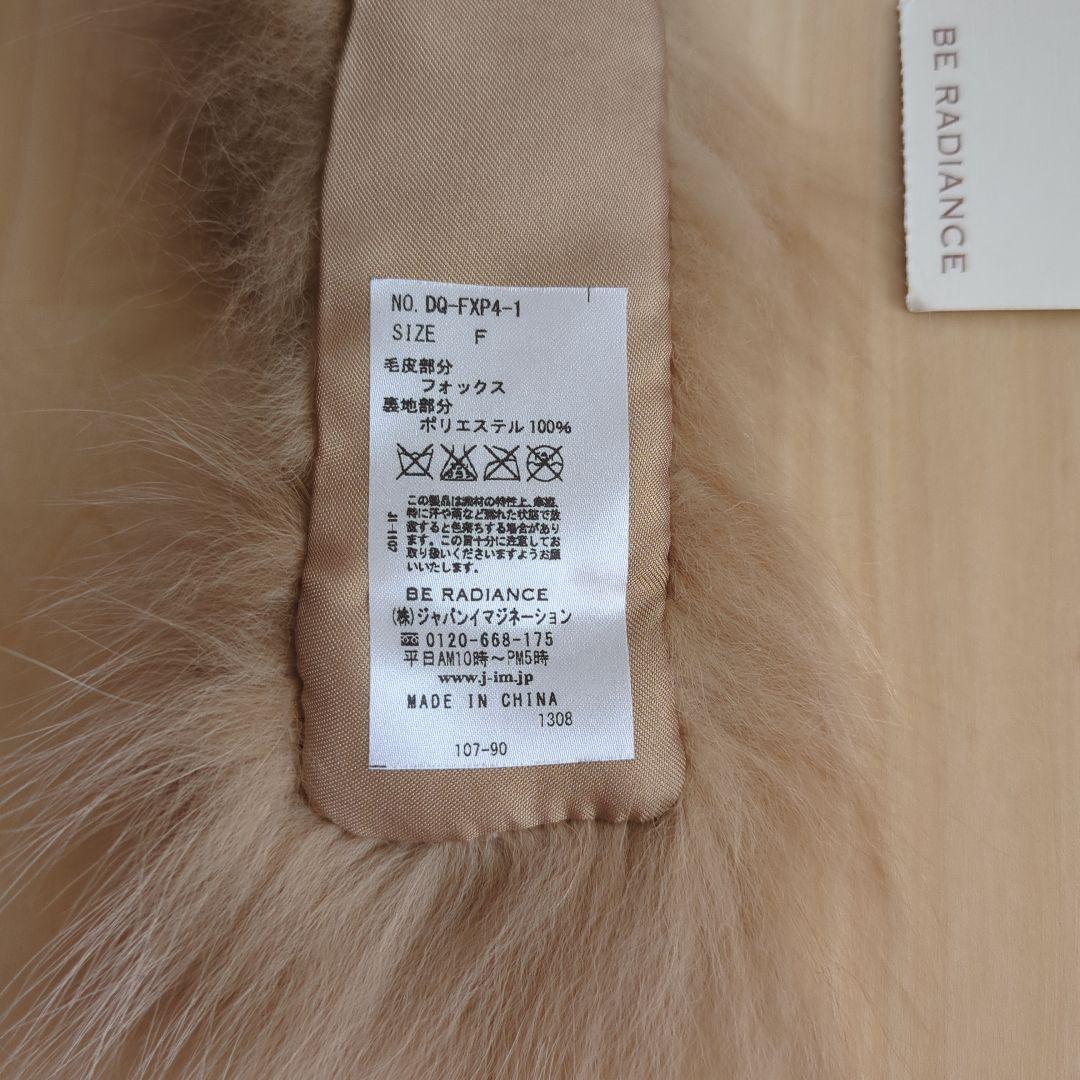 NO. DQ-FXP4-1
SIZE F
毛皮部分
フォックス
裏地部分
ポリエステル 100%
この製品は素材の特性上、摩擦、
特に汗や雨など濡れた状態で放
置すると色落ちする場合があり
ます。この旨十分に注意してお
取り扱いくださいますようお願
いいたします。
JI-1107
BE RADIANCE
(株)ジャパンイマジネーション
0120-668-175
平日AM10時～PM5時
www.j-im.jp
MADE IN CHINA
1308
107-90
BE RADIANCE